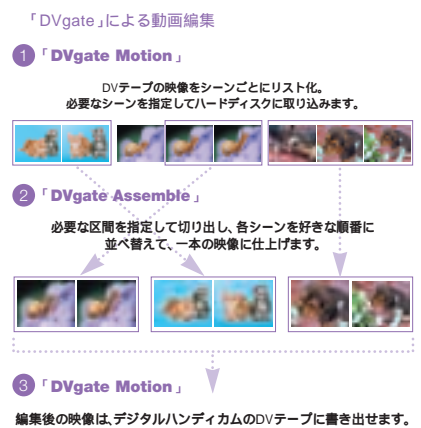 「DVgate」による動画編集
1「DVgate Motion」
DVテープの映像をシーンごとにリスト化。
必要なシーンを指定してハードディスクに取り込みます。
2「DVgate Assemble」
必要な区間を指定して切り出し、各シーンを好きな順番に
並べ替えて、一本の映像に仕上げます。
3「DVgate Motion」
編集後の映像は、デジタルハンディカムのDVテープに書き出せます。